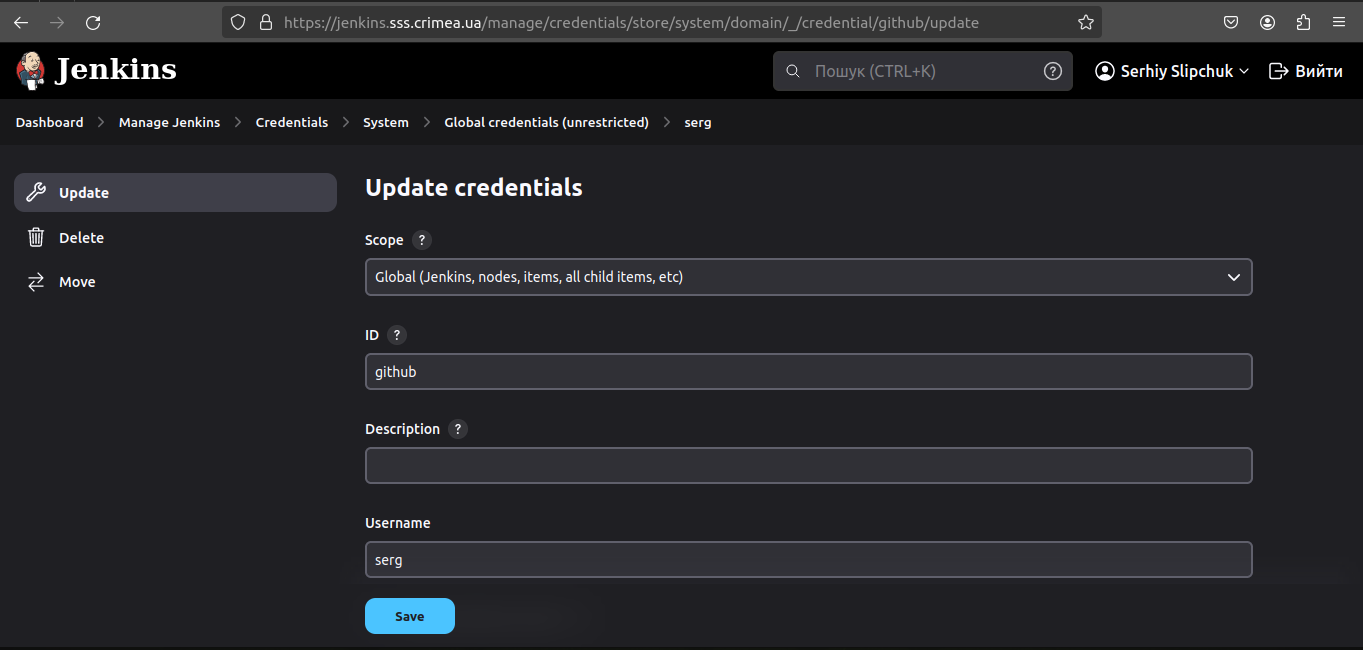 https://jenkins.sss.crimea.ua/manage/credentials/store/system/domain/_/credential/github/update
Jenkins
Пошук (CTRL+K)
?
Serhiy Slipchuk
Вийти
Dashboard > Manage Jenkins > Credentials > System > Global credentials (unrestricted) > serg
Update
Delete
Move
Update credentials
Scope ?
Global (Jenkins, nodes, items, all child items, etc)
ID ?
github
Description ?
Username
serg
Save